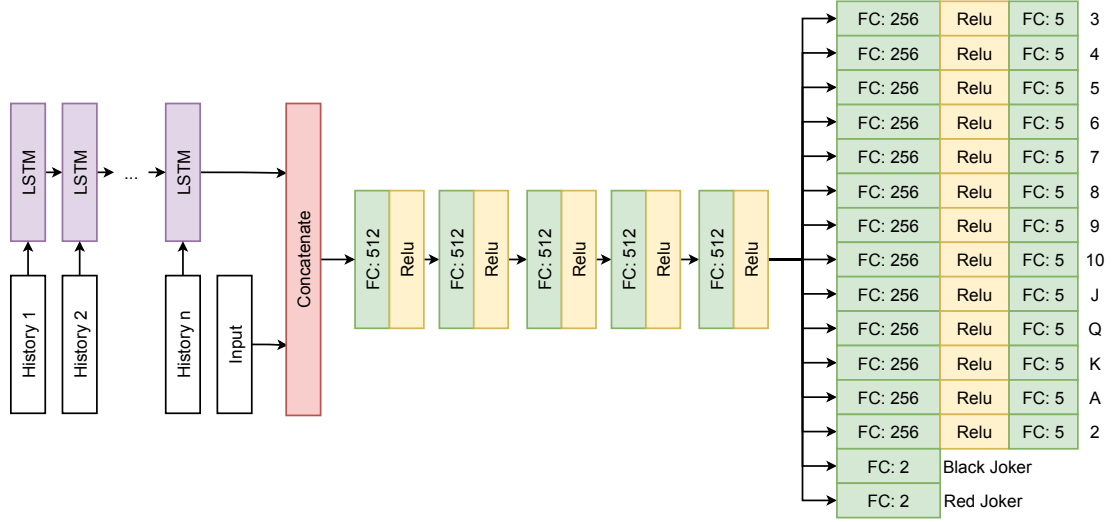 LSTM
LSTM
...
LSTM
History 1
History 2
History n
Input
Concatenate
FC: 512
Relu
FC: 512
Relu
FC: 512
Relu
FC: 512
Relu
FC: 512
Relu
FC: 256 Relu FC: 5 3
FC: 256 Relu FC: 5 4
FC: 256 Relu FC: 5 5
FC: 256 Relu FC: 5 6
FC: 256 Relu FC: 5 7
FC: 256 Relu FC: 5 8
FC: 256 Relu FC: 5 9
FC: 256 Relu FC: 5 10
FC: 256 Relu FC: 5 J
FC: 256 Relu FC: 5 Q
FC: 256 Relu FC: 5 K
FC: 256 Relu FC: 5 A
FC: 256 Relu FC: 5 2
FC: 2 Black Joker
FC: 2 Red Joker